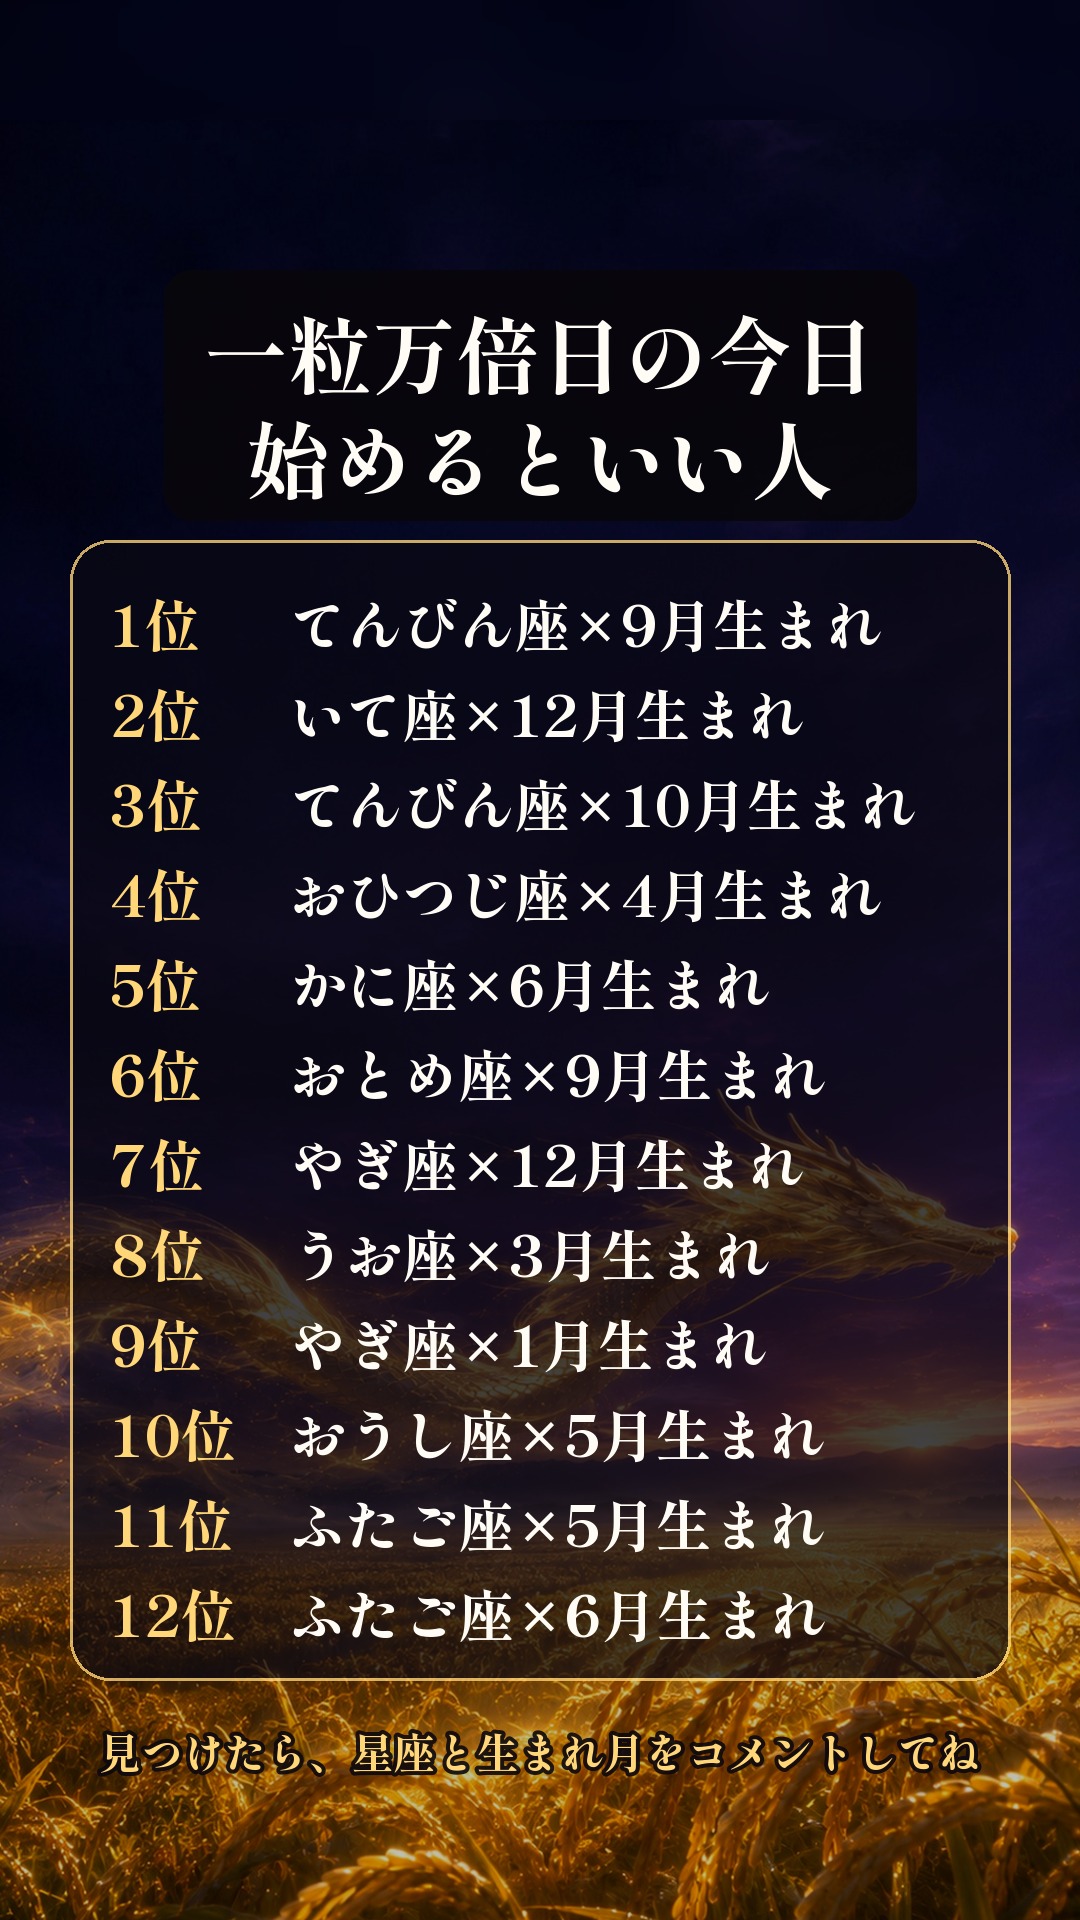 一粒万倍日の今日
始めるといい人
1位 てんびん座×9月生まれ
2位 いて座×12月生まれ
3位 てんびん座×10月生まれ
4位 おひつじ座×4月生まれ
5位 かに座×6月生まれ
6位 おとめ座×9月生まれ
7位 やぎ座×12月生まれ
8位 うお座×3月生まれ
9位 やぎ座×1月生まれ
10位 おうし座×5月生まれ
11位 ふたご座×5月生まれ
12位 ふたご座×6月生まれ
見つけたら、星座と生まれ月をコメントしてね